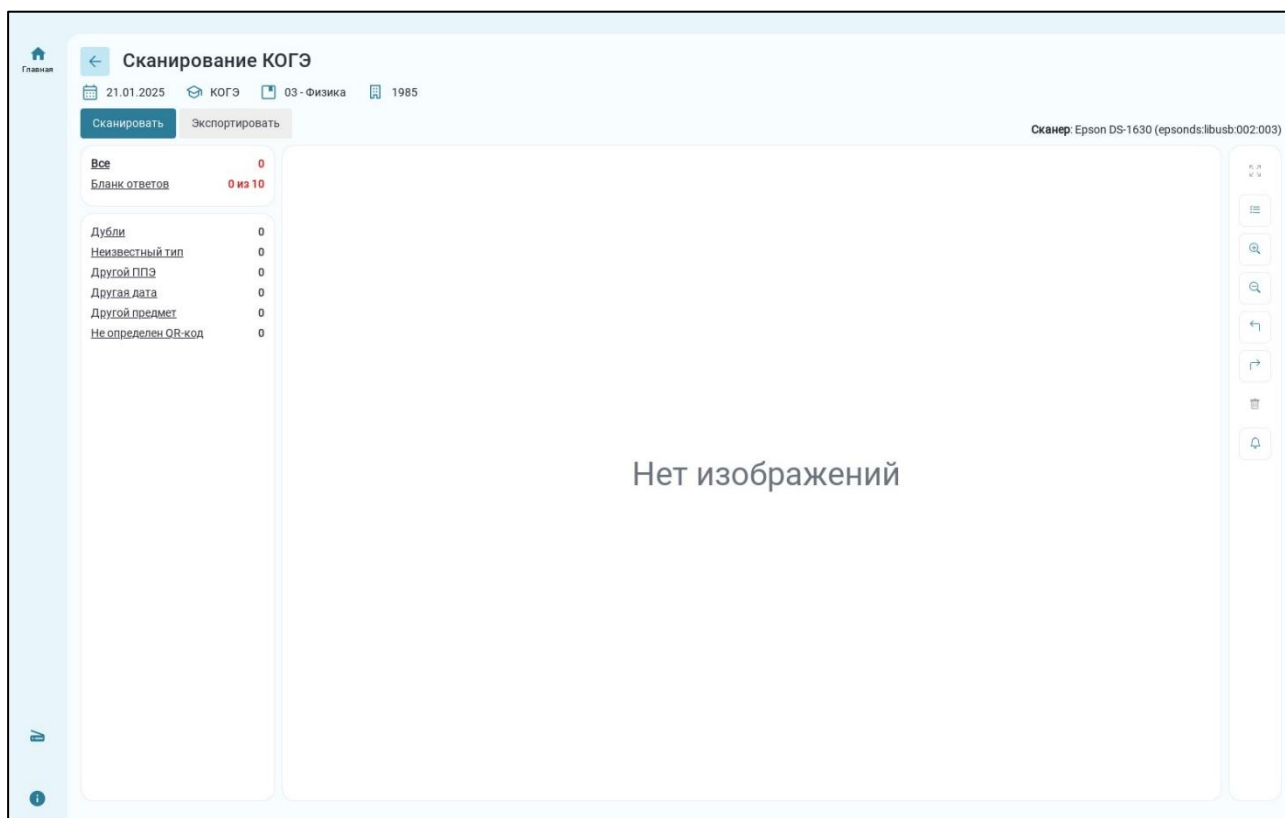 Главная
Сканирование КОГЭ
21.01.2025 КОГЭ 03 - Физика 1985
Сканировать Экспортировать
Сканер: Epson DS-1630 (epsonds:libusb:002:003)
Все 0
Бланк ответов 0 из 10
Дубли 0
Неизвестный тип 0
Другой ППЭ 0
Другая дата 0
Другой предмет 0
Не определен QR-код 0
Нет изображений